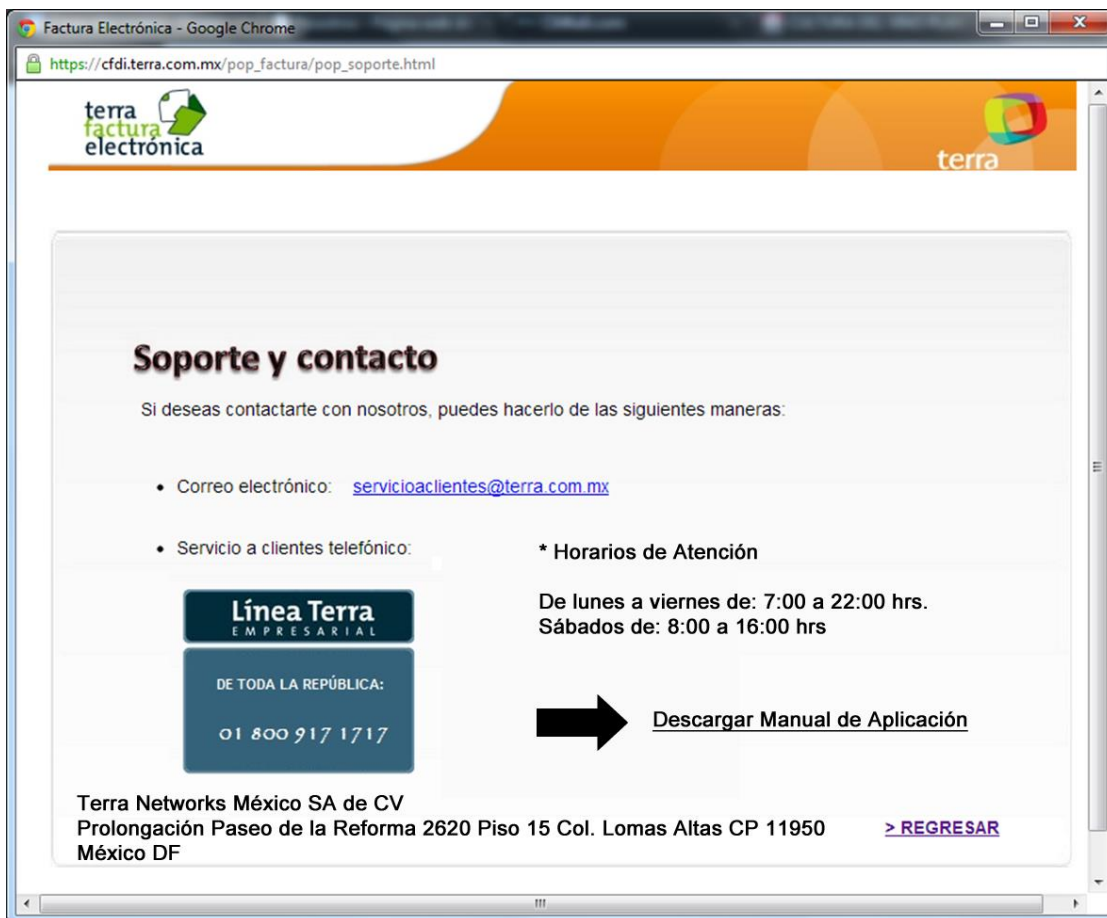 Factura Electrónica - Google Chrome
https://cfdi.terra.com.mx/pop_factura/pop_soporte.html
terra
factura
electrónica
terra
Soporte y contacto
Si deseas contactarte con nosotros, puedes hacerlo de las siguientes maneras:
• Correo electrónico: servicioaclientes@terra.com.mx
• Servicio a clientes telefónico:
* Horarios de Atención
Línea Terra
EMPRESARIAL
De lunes a viernes de: 7:00 a 22:00 hrs.
Sábados de: 8:00 a 16:00 hrs
DE TODA LA REPÚBLICA:
01 800 917 1717
Descargar Manual de Aplicación
Terra Networks México SA de CV
Prolongación Paseo de la Reforma 2620 Piso 15 Col. Lomas Altas CP 11950
México DF
> REGRESAR